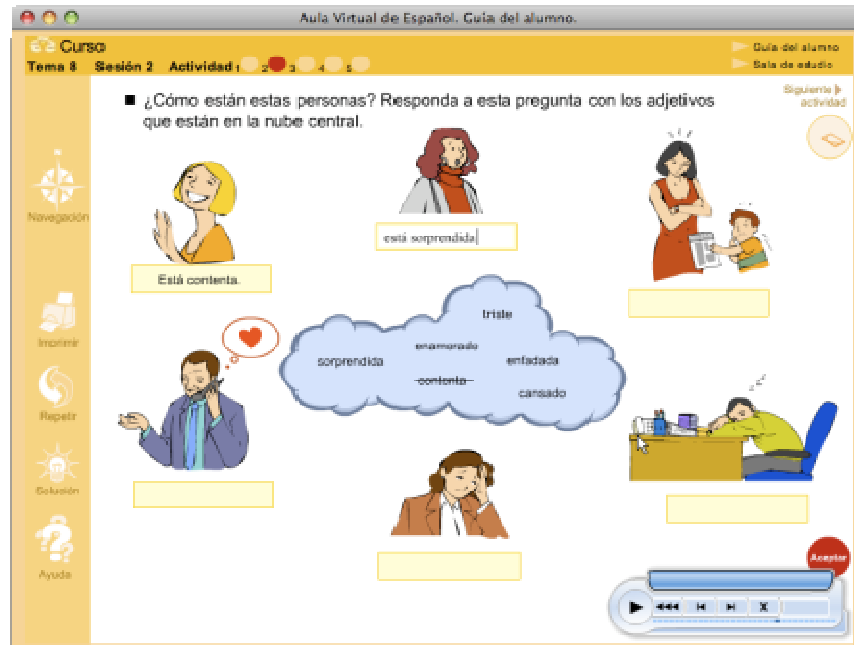 Aula Virtual de Español. Guía del alumno.
Curso
Tema 8 Sesión 2 Actividad 1 2 3 4 5
Guía del alumno
Sala de estudio
Siguiente actividad
¿Cómo están estas personas? Responda a esta pregunta con los adjetivos
que están en la nube central.
Navegación
Imprimir
Repetir
Solución
Ayuda
está sorprendida
Está contenta.
triste
enamorado
sorprendida
enfadada
contenta
cansado
Aceptar
X